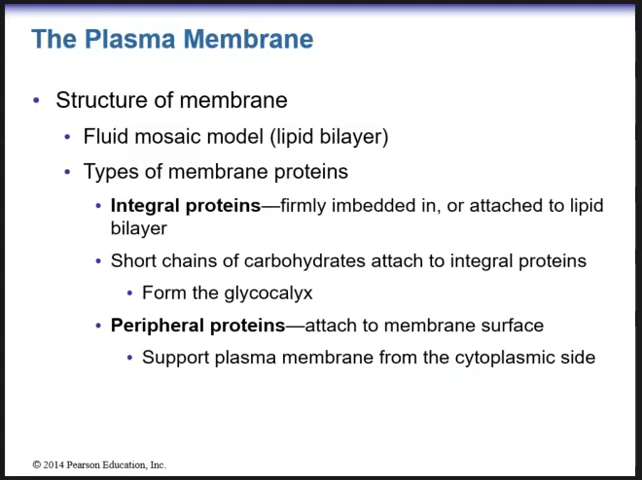 The Plasma Membrane
• Structure of membrane
• Fluid mosaic model (lipid bilayer)
• Types of membrane proteins
• Integral proteins—firmly imbedded in, or attached to lipid
bilayer
• Short chains of carbohydrates attach to integral proteins
• Form the glycocalyx
• Peripheral proteins—attach to membrane surface
• Support plasma membrane from the cytoplasmic side
© 2014 Pearson Education, Inc.